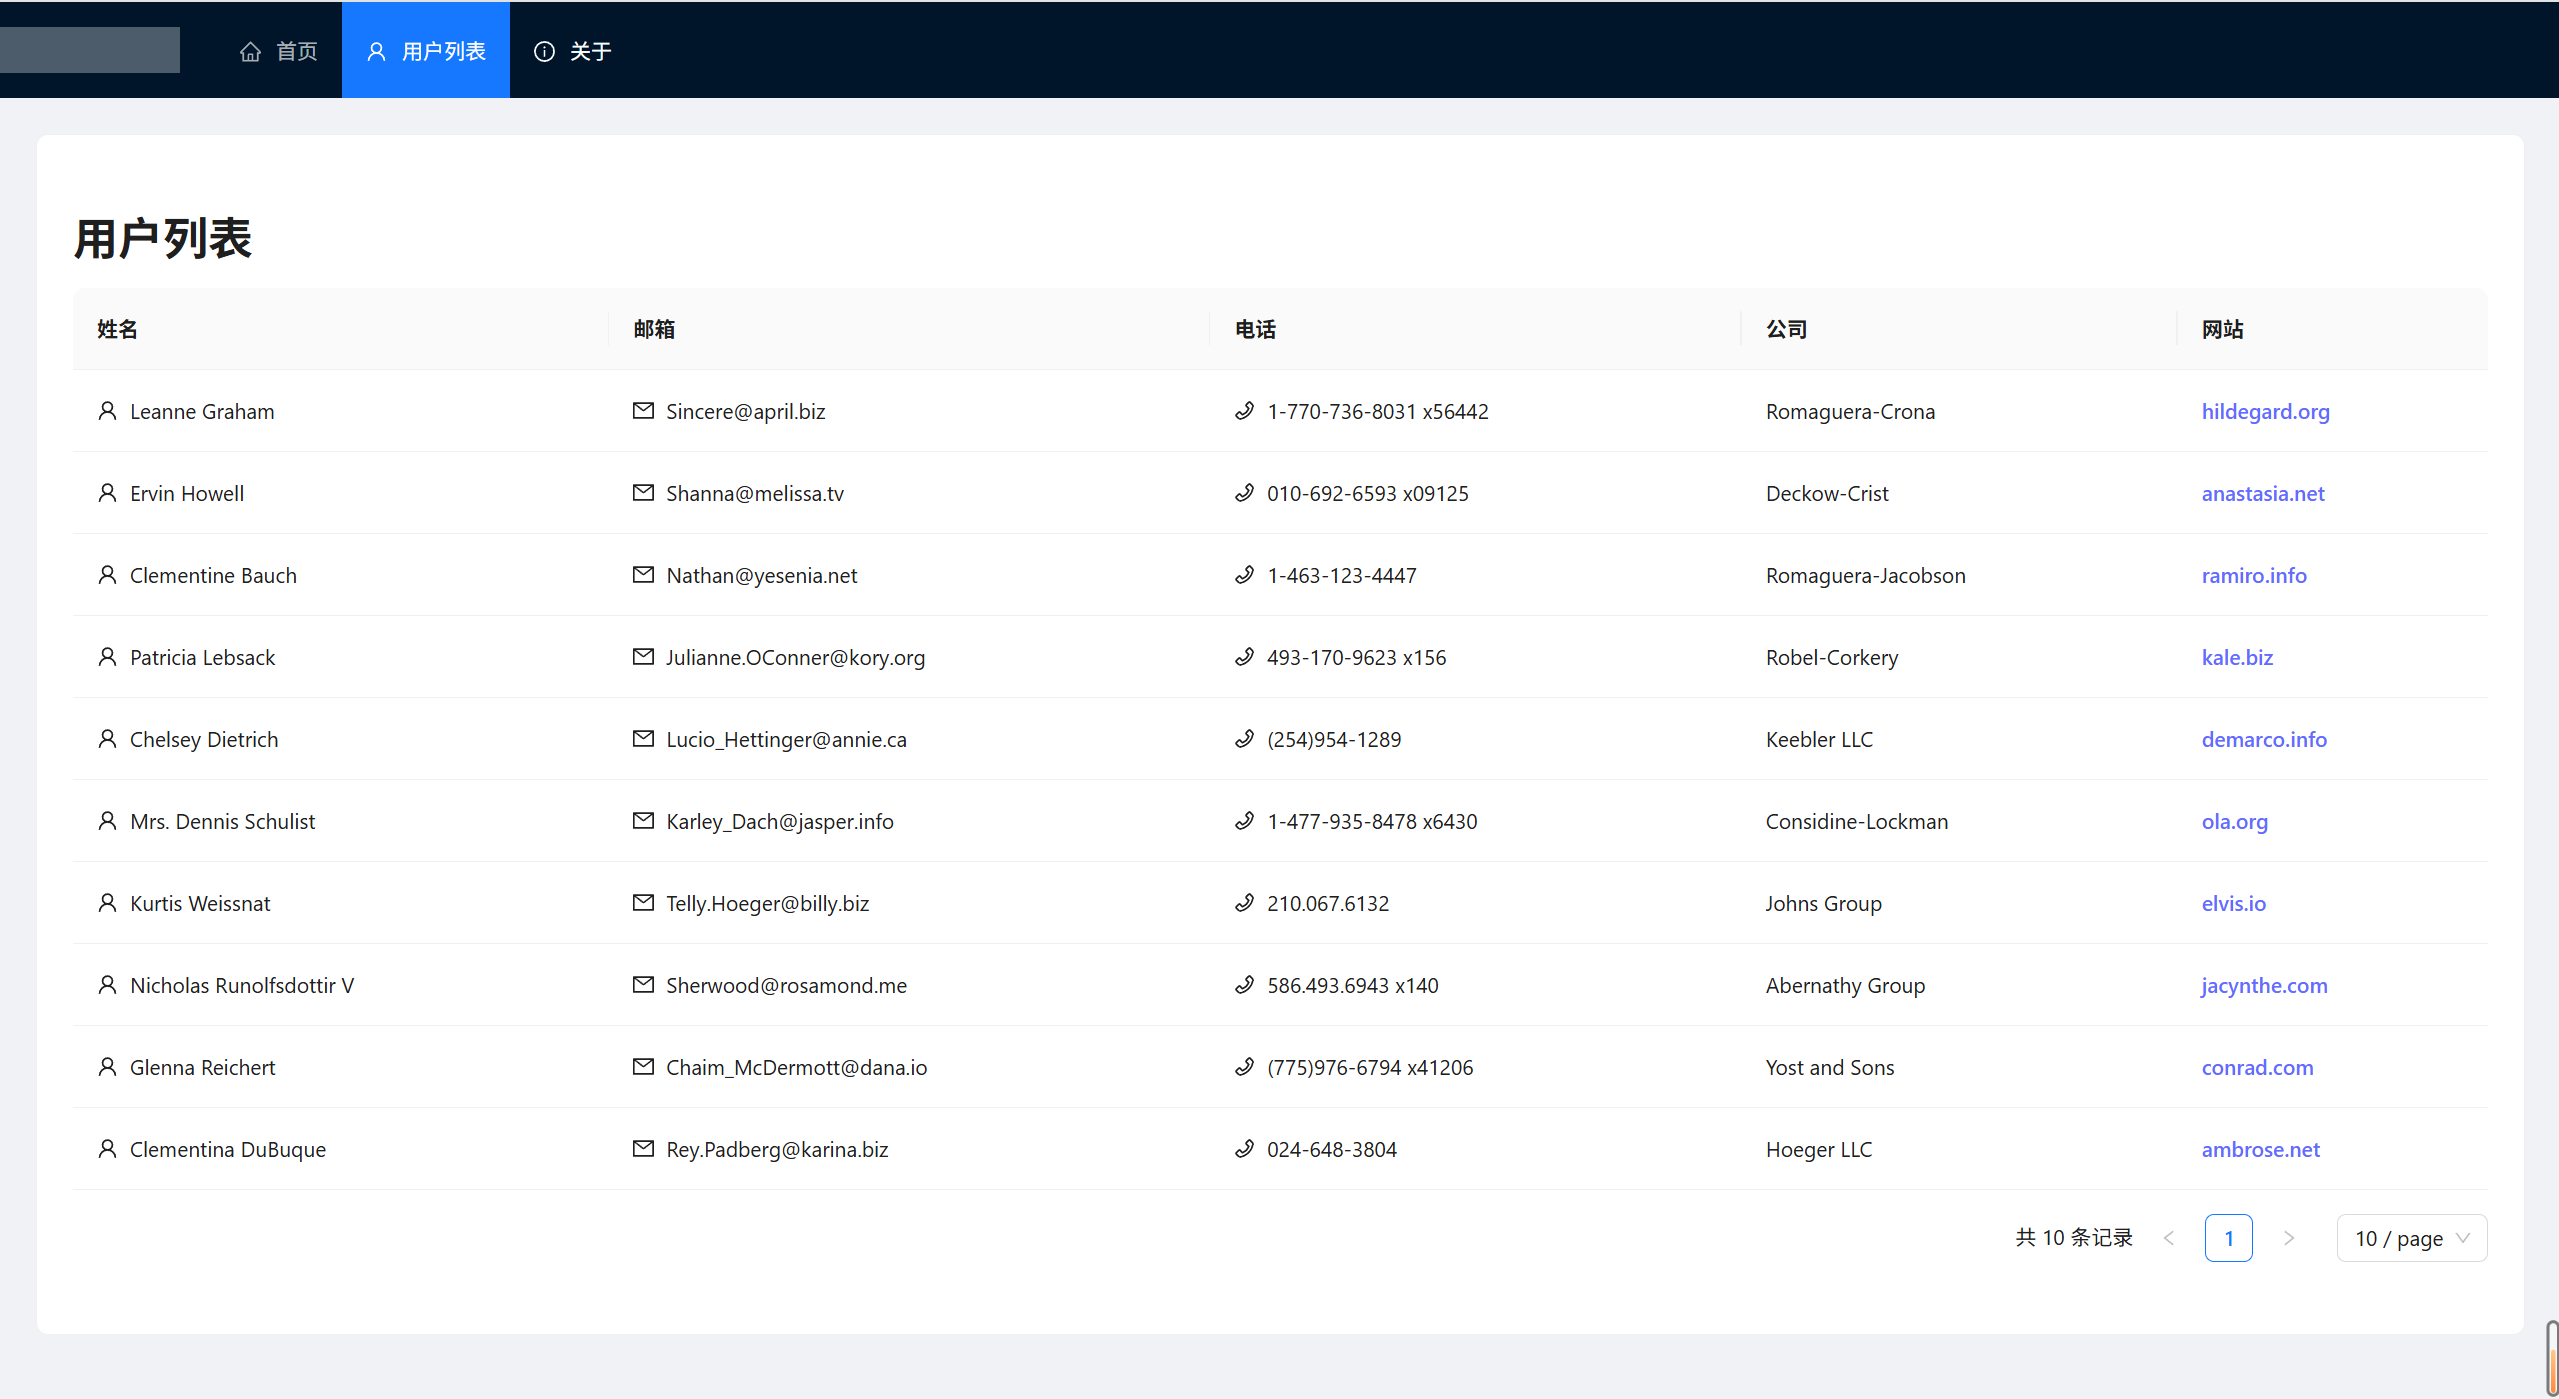 首页 用户列表 关于
用户列表
姓名 邮箱 电话 公司 网站
Leanne Graham Sincere@april.biz 1-770-736-8031 x56442 Romaguera-Crona hildegard.org
Ervin Howell Shanna@melissa.tv 010-692-6593 x09125 Deckow-Crist anastasia.net
Clementine Bauch Nathan@yesenia.net 1-463-123-4447 Romaguera-Jacobson ramiro.info
Patricia Lebsack Julianne.OConner@kory.org 493-170-9623 x156 Robel-Corkery kale.biz
Chelsey Dietrich Lucio_Hettinger@annie.ca (254)954-1289 Keebler LLC demarco.info
Mrs. Dennis Schulist Karley_Dach@jasper.info 1-477-935-8478 x6430 Considine-Lockman ola.org
Kurtis Weissnat Telly.Hoeger@billy.biz 210.067.6132 Johns Group elvis.io
Nicholas Runolfsdottir V Sherwood@rosamond.me 586.493.6943 x140 Abernathy Group jacynthe.com
Glenna Reichert Chaim_McDermott@dana.io (775)976-6794 x41206 Yost and Sons conrad.com
Clementina DuBuque Rey.Padberg@karina.biz 024-648-3804 Hoeger LLC ambrose.net
共 10 条记录 1 10 / page